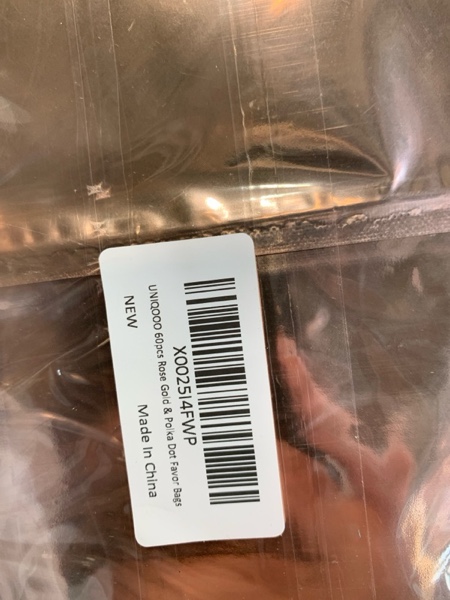 X0025I4FWP
UNIQOOO 60pcs Rose Gold & Polka Dot Favor Bags
NEW
Made In China